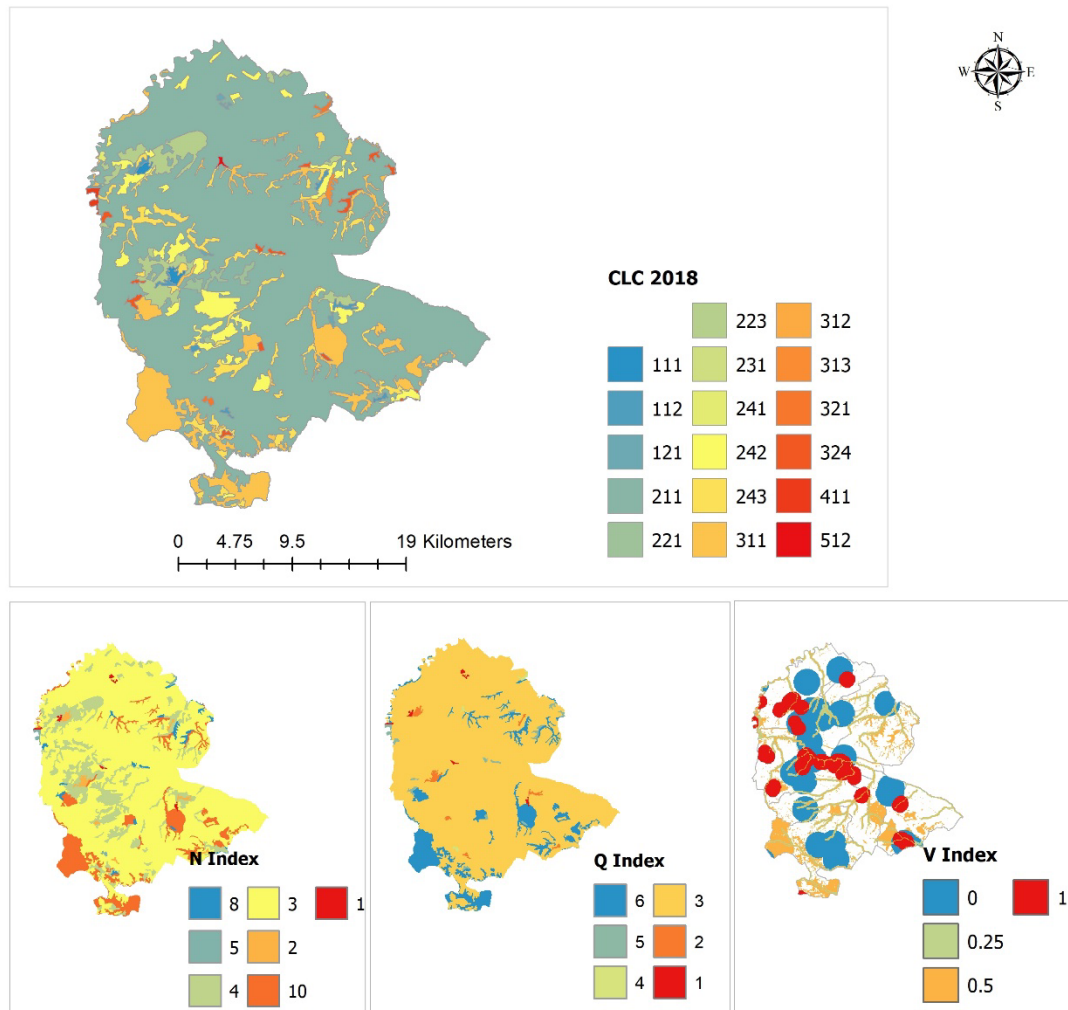 N
W E
S
CLC 2018
223 312
111 231 313
112 241 321
121 242 324
211 243 411
221 311 512
0 4.75 9.5 19 Kilometers
N Index
8 3 1
5 2
4 10
Q Index
6 3
5 2
4 1
V Index
0 1
0.25
0.5